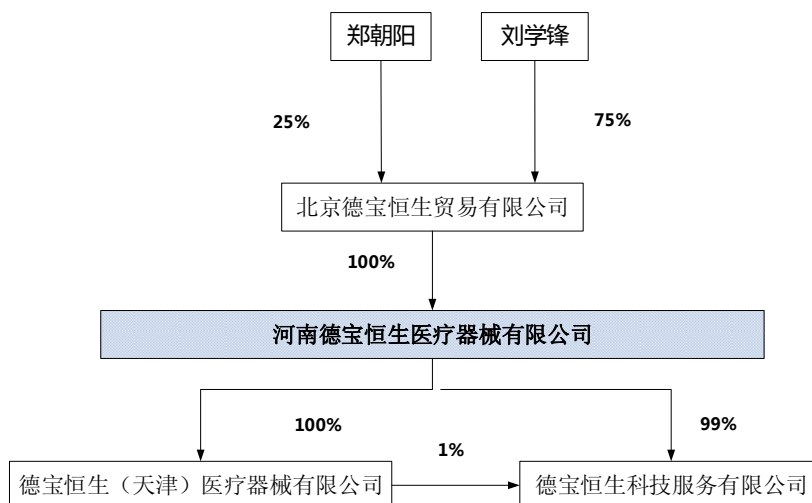 郑朝阳
刘学锋
25%
75%
北京德宝恒生贸易有限公司
100%
河南德宝恒生医疗器械有限公司
100%
1%
99%
德宝恒生（天津）医疗器械有限公司
德宝恒生科技服务有限公司